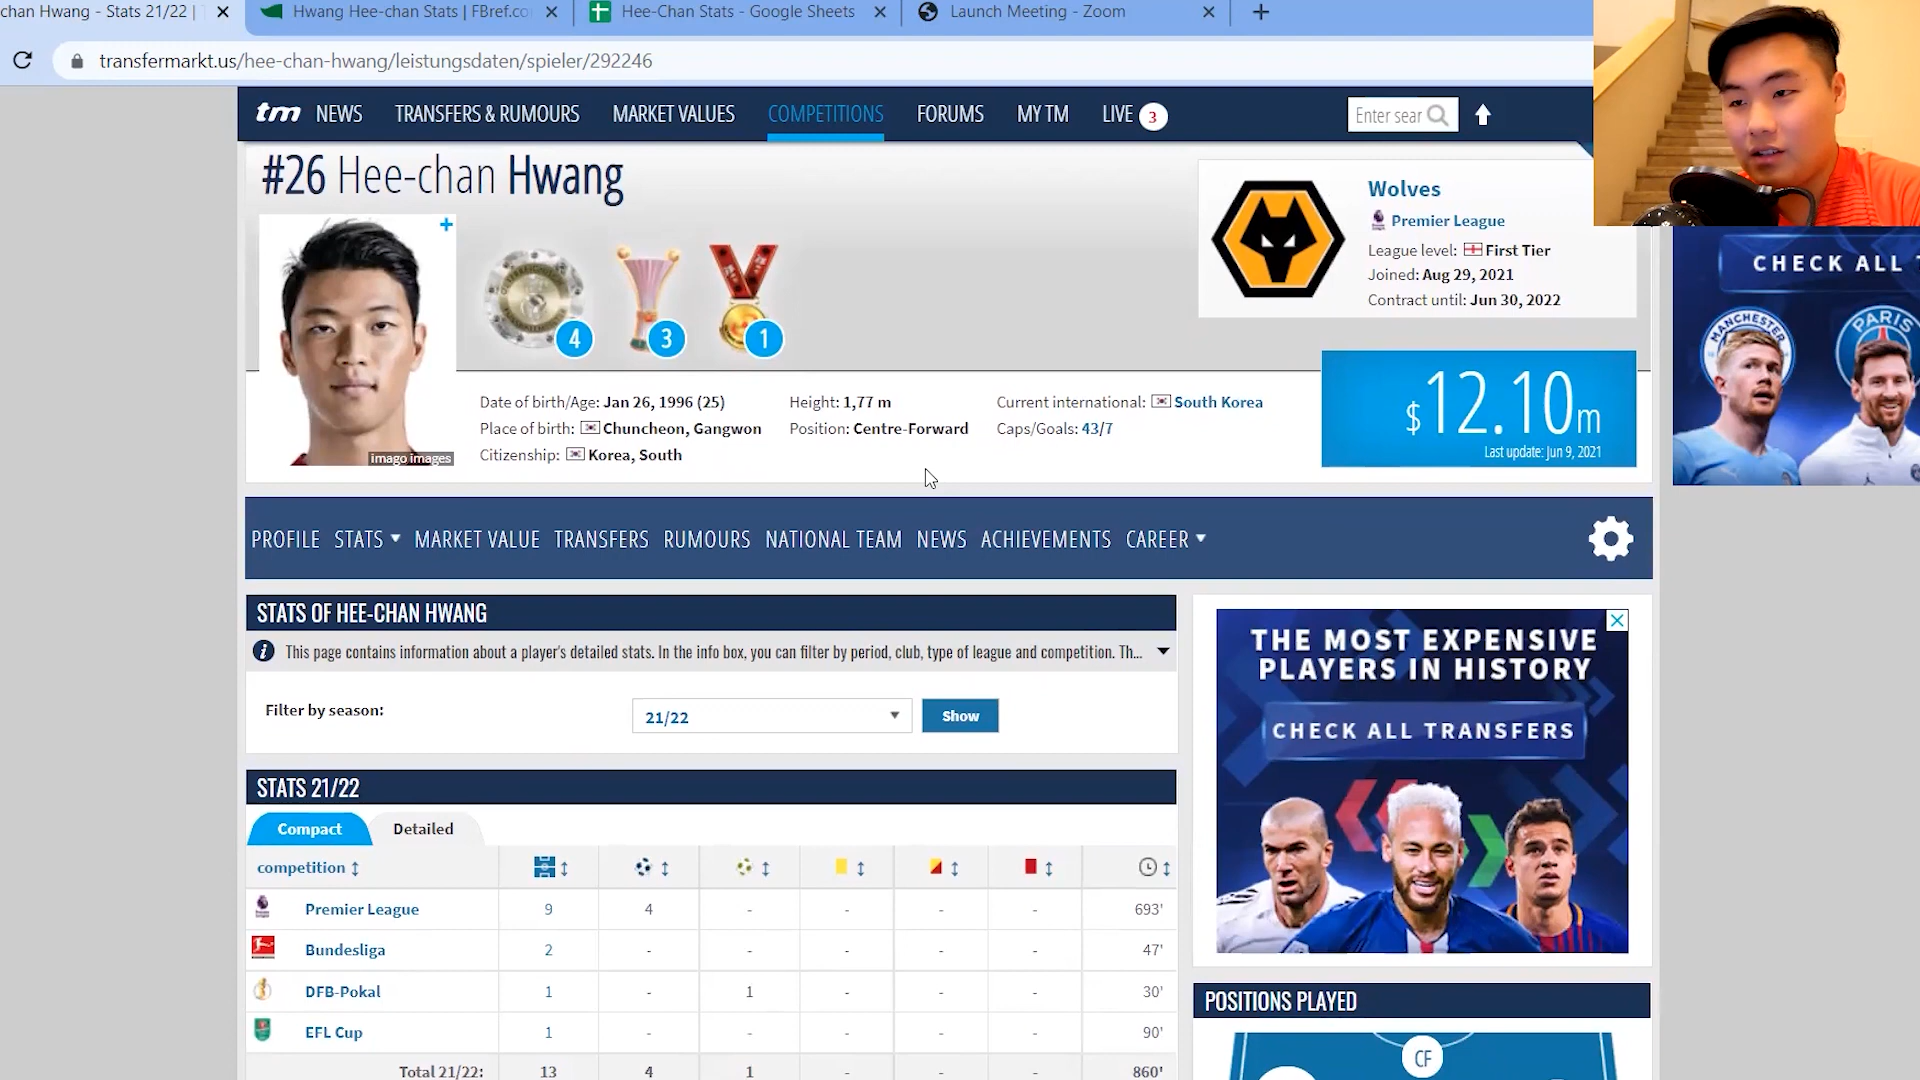 chan Hwang - Stats 21/22 |
Hwang Hee-chan Stats | FBref.co
Hee-Chan Stats - Google Sheets
Launch Meeting - Zoom
transfermarkt.us/hee-chan-hwang/leistungsdaten/spieler/292246
tm NEWS TRANSFERS & RUMOURS MARKET VALUES COMPETITIONS FORUMS MY TM LIVE 3
Enter sear
#26 Hee-chan Hwang
Wolves
Premier League
League level: First Tier
Joined: Aug 29, 2021
Contract until: Jun 30, 2022
4 3 1
imago images
Date of birth/Age: Jan 26, 1996 (25)
Place of birth: Chuncheon, Gangwon
Citizenship: Korea, South
Height: 1,77 m
Position: Centre-Forward
Current international: South Korea
Caps/Goals: 43/7
$12.10m
Last update: Jun 9, 2021
CHECK ALL
MANCHESTER
PARIS
PROFILE STATS MARKET VALUE TRANSFERS RUMOURS NATIONAL TEAM NEWS ACHIEVEMENTS CAREER
STATS OF HEE-CHAN HWANG
This page contains information about a player's detailed stats. In the info box, you can filter by period, club, type of league and competition. Th...
Filter by season:
21/22
Show
STATS 21/22
Compact Detailed
competition
Premier League 9 4 - - - - 693'
Bundesliga 2 - - - - - 47'
DFB-Pokal 1 - 1 - - - 30'
EFL Cup 1 - - - - - 90'
Total 21/22: 13 4 1 - - - 860'
THE MOST EXPENSIVE
PLAYERS IN HISTORY
CHECK ALL TRANSFERS
POSITIONS PLAYED
CF